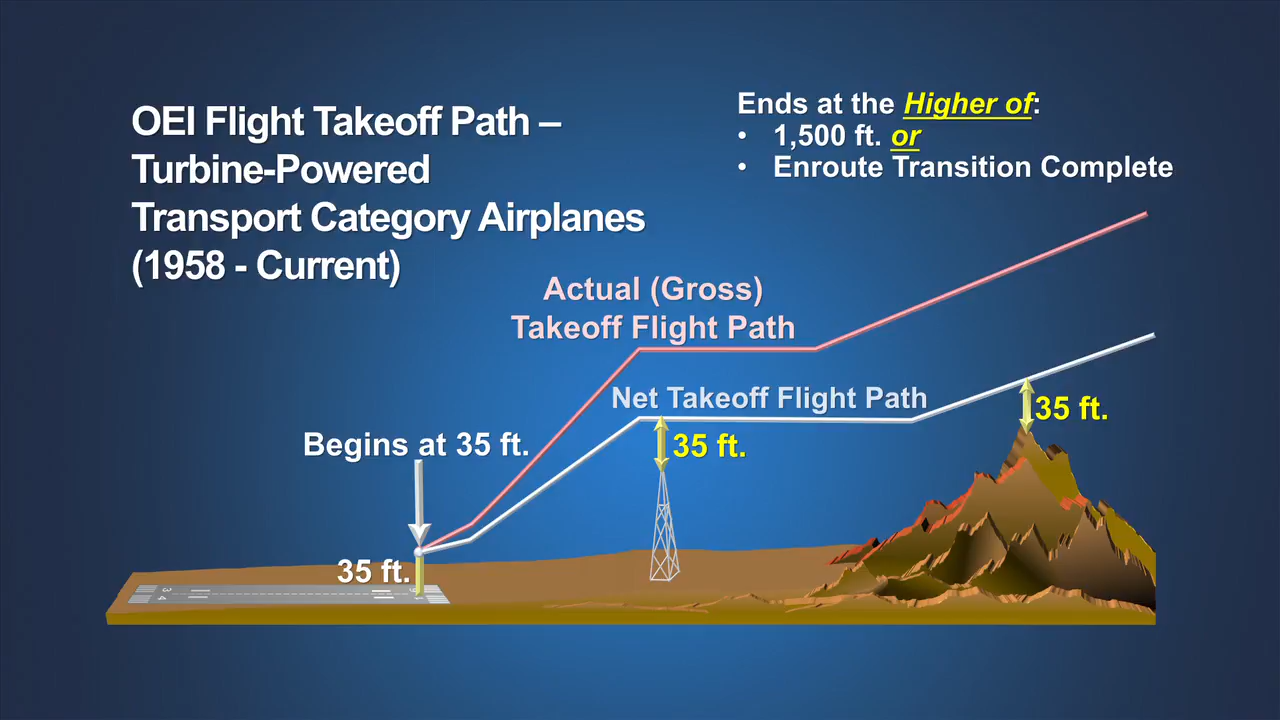 OEI Flight Takeoff Path –
Turbine-Powered
Transport Category Airplanes
(1958 - Current)
Ends at the Higher of:
• 1,500 ft. or
• Enroute Transition Complete
Actual (Gross)
Takeoff Flight Path
Net Takeoff Flight Path
35 ft.
35 ft.
Begins at 35 ft.
35 ft.